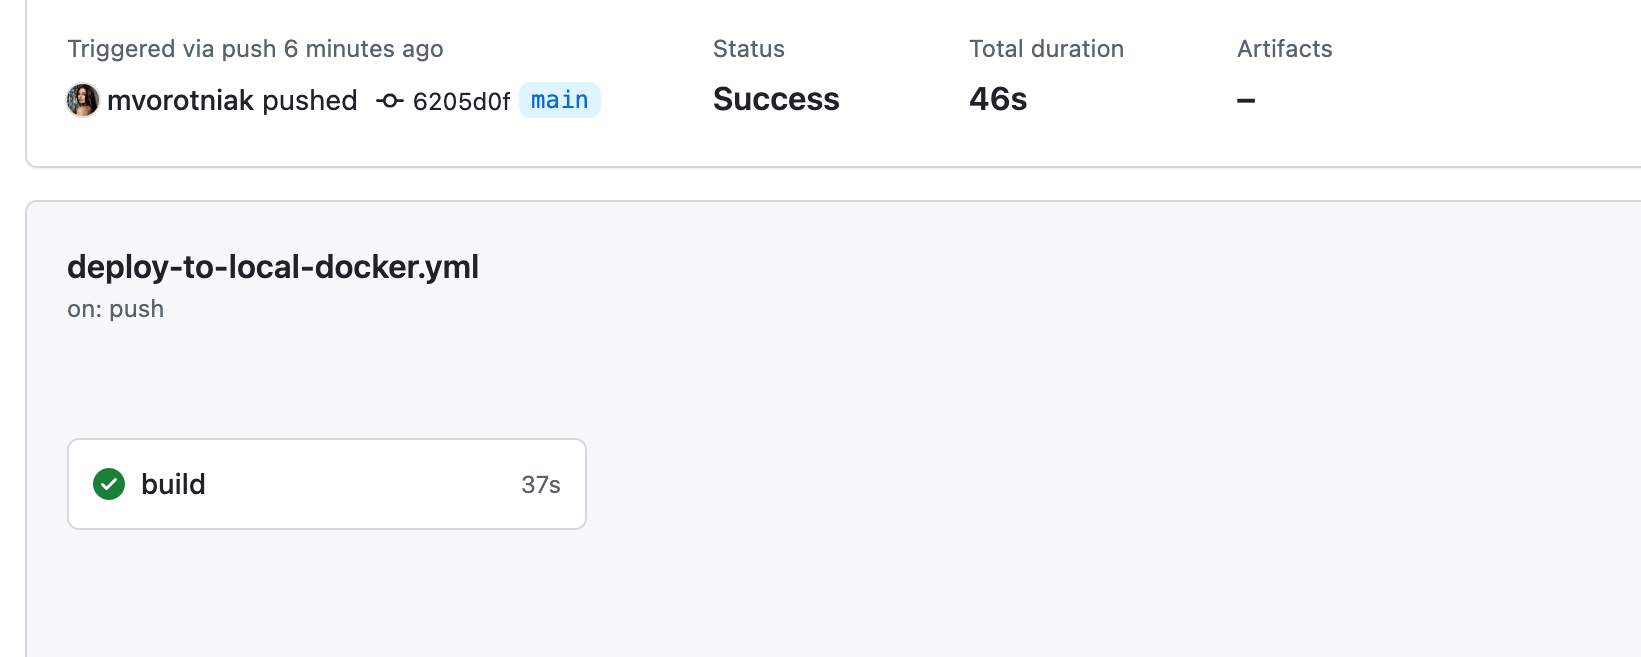 Triggered via push 6 minutes ago
mvorotniak pushed 6205d0f main
Status
Success
Total duration
46s
Artifacts
–
deploy-to-local-docker.yml
on: push
build 37s